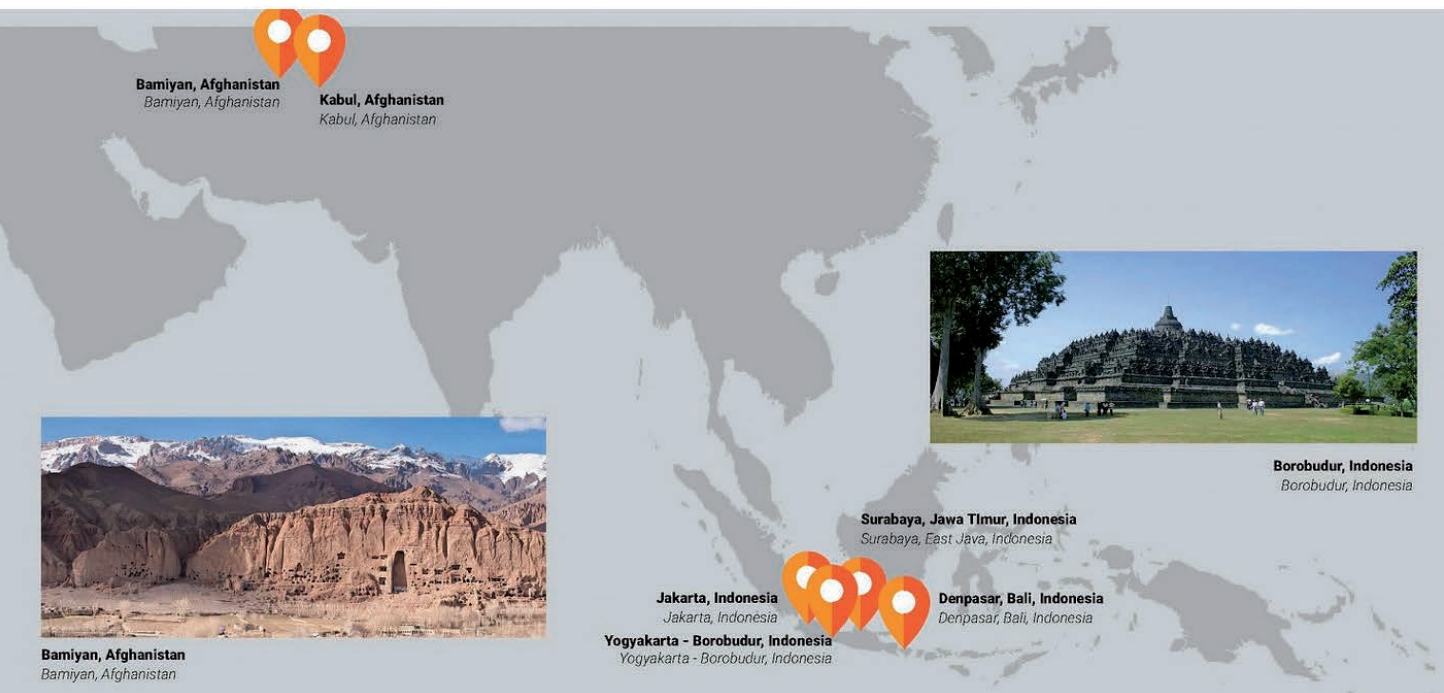 Bamiyan, Afghanistan
Bamiyan, Afghanistan
Kabul, Afghanistan
Kabul, Afghanistan
Borobudur, Indonesia
Borobudur, Indonesia
Surabaya, Jawa TImur, Indonesia
Surabaya, East Java, Indonesia
Jakarta, Indonesia
Jakarta, Indonesia
Denpasar, Bali, Indonesia
Denpasar, Bali, Indonesia
Yogyakarta - Borobudur, Indonesia
Yogyakarta - Borobudur, Indonesia
Bamiyan, Afghanistan
Bamiyan, Afghanistan